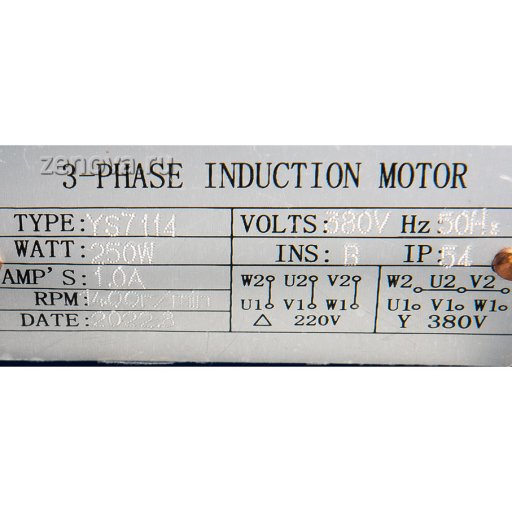 zenova.ru
3-PHASE INDUCTION MOTOR
TYPE: YS7114 VOLTS: 380V Hz 50Hz
WATT: 250W INS: B IP: 54
AMP'S: 1.0A W2 U2 V2 W2 U2 V2
RPM 1400r/min U1 V1 W1 U1 V1 W1
DATE: 2022.3 △ 220V Y 380V